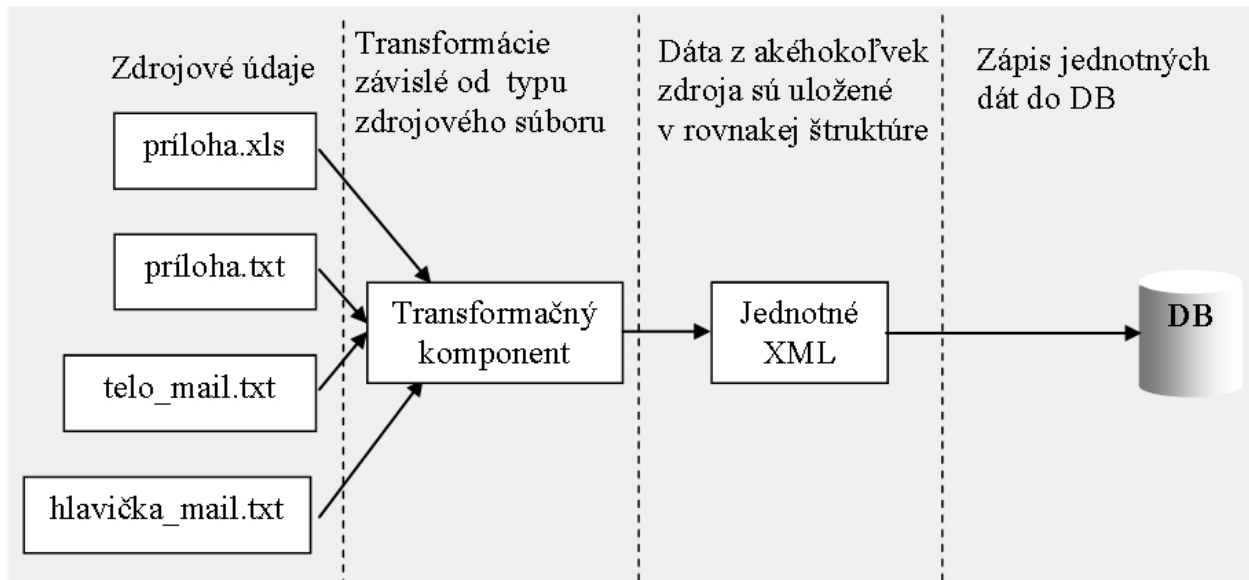 Zdrojové údaje
Transformácie
závislé od typu
zdrojového súboru
Dáta z akéhokoľvek
zdroja sú uložené
v rovnakej štruktúre
Zápis jednotných
dát do DB
príloha.xls
príloha.txt
telo_mail.txt
hlavička_mail.txt
Transformačný
komponent
Jednotné
XML
DB